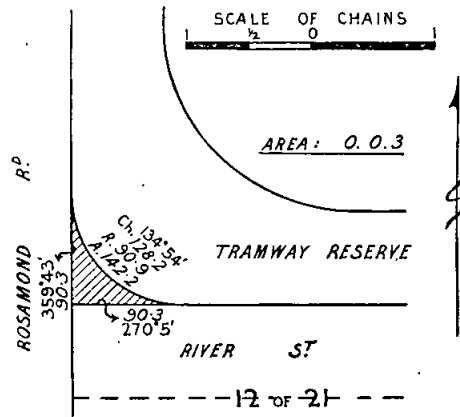 SCALE OF CHAINS
½ 0 1
AREA: 0.0.3
ROSAMOND RD
Ch. 134°54'
128·2
R. 90·9
A. 142·2
TRAMWAY RESERVE
359°43'
90·3
90·3
270°5'
RIVER ST
12 OF 21